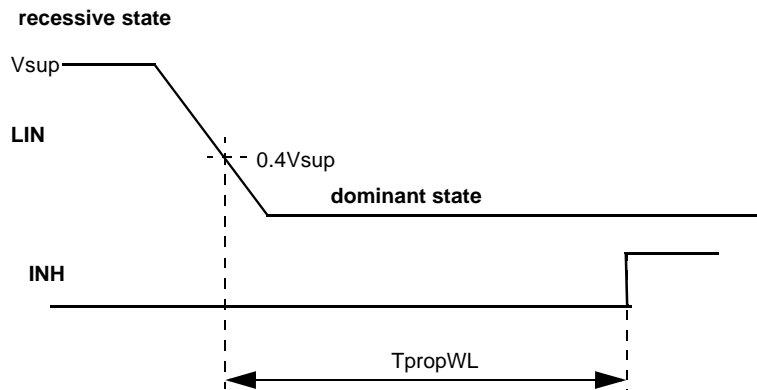 recessive state
Vsup
LIN
0.4Vsup
dominant state
INH
TpropWL